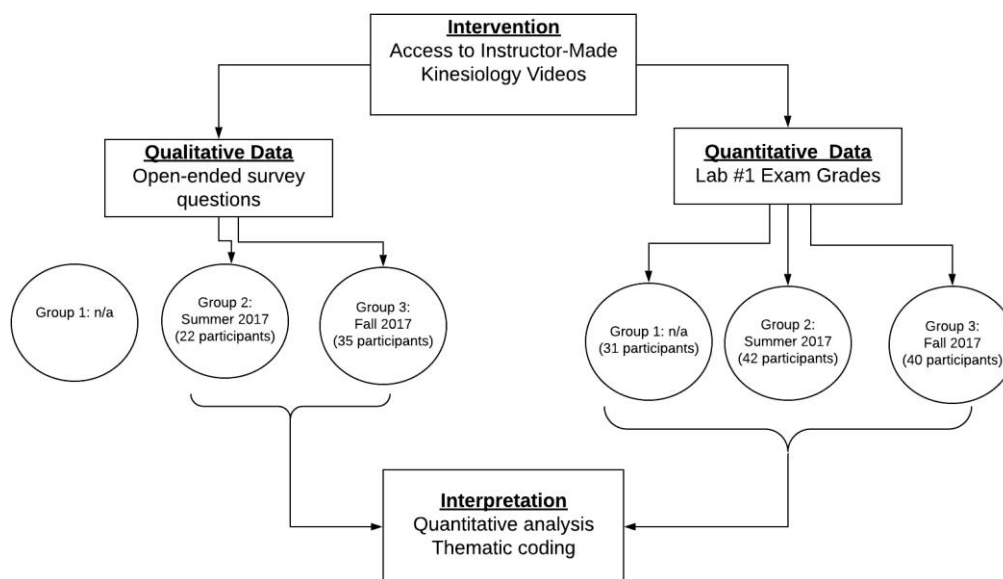 Intervention
Access to Instructor-Made
Kinesiology Videos
Qualitative Data
Open-ended survey
questions
Quantitative Data
Lab #1 Exam Grades
Group 1: n/a
Group 2:
Summer 2017
(22 participants)
Group 3:
Fall 2017
(35 participants)
Group 1: n/a
(31 participants)
Group 2:
Summer 2017
(42 participants)
Group 3:
Fall 2017
(40 participants)
Interpretation
Quantitative analysis
Thematic coding